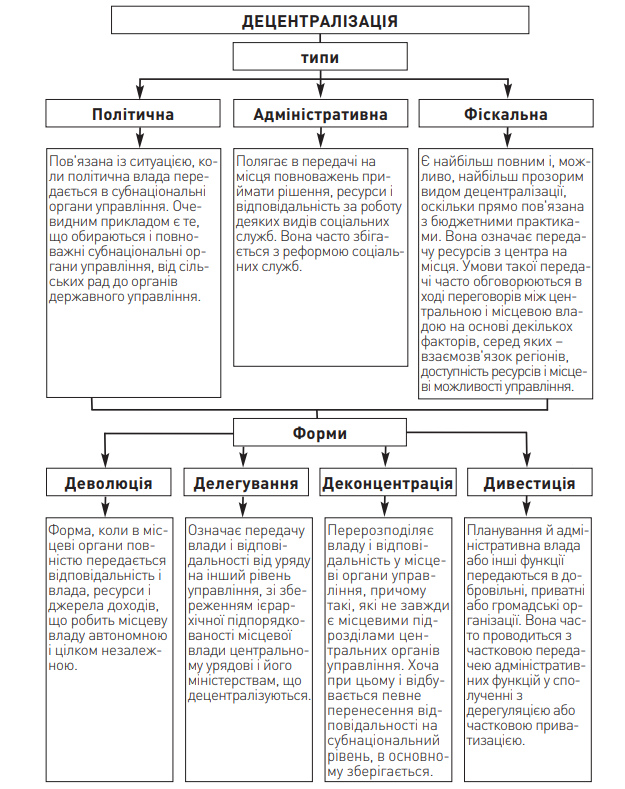 ДЕЦЕНТРАЛІЗАЦІЯ
типи
Політична
Адміністративна
Фіскальна
Пов’язана із ситуацією, ко-
ли політична влада пере-
дається в субнаціональні
органи управління. Оче-
видним прикладом є те,
що обираються і повно-
важні субнаціональні ор-
гани управління, від сіль-
ських рад до органів
державного управління.
Полягає в передачі на
місця повноважень при-
ймати рішення, ресурси і
відповідальність за роботу
деяких видів соціальних
служб. Вона часто збіга-
ється з реформою соціаль-
них служб.
Є найбільш повним і, мож-
ливо, найбільш прозорим
видом децентралізації,
оскільки прямо пов’язана
з бюджетними практика-
ми. Вона означає переда-
чу ресурсів з центра на
місця. Умови такої переда-
чі часто обговорюються в
ході переговорів між цен-
тральною і місцевою вла-
дою на основі декількох
факторів, серед яких –
взаємозв’язок регіонів,
доступність ресурсів і місце-
ві можливості управління.
Форми
Деволюція
Делегування
Деконцентрація
Дивестиція
Форма, коли в міс-
цеві органи пов-
ністю передається
відповідальність і
влада, ресурси і
джерела доходів,
що робить місцеву
владу автономною
і цілком незалеж-
ною.
Означає передачу
влади і відпові-
дальності від уряду
на інший рівень
управління, зі збе-
реженням ієрар-
хічної підпорядко-
ваності місцевої
влади центрально-
му урядові і його
міністерствам, що
децентралізуються.
Перерозподіляє
владу і відпові-
дальність у місце-
ві органи управ-
ління, причому
такі, які не завжди
є місцевими підро-
зділами цен-
тральних органів
управління. Хоча
при цьому і відбу-
вається певне
перенесення від-
повідальності на
субнаціональний
рівень, в основно-
му зберігається.
Планування й адмі-
ністративна влада
або інші функції
передаються в до-
бровільні, приватні
або громадські ор-
ганізації. Вона час-
то проводиться з
частковою переда-
чею адміністратив-
них функцій у спо-
лученні з
дерегуляцією або
частковою прива-
тизацією.